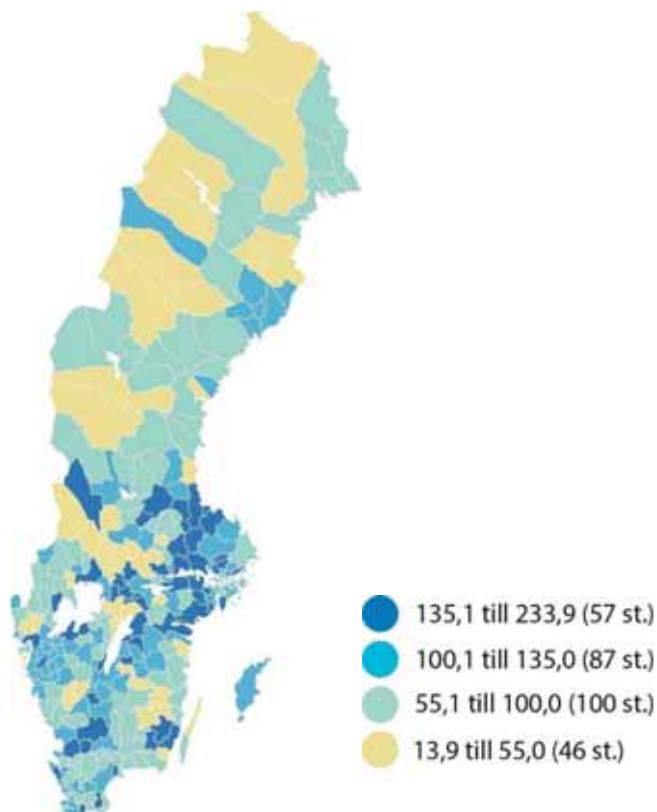 135,1 till 233,9 (57 st.)
100,1 till 135,0 (87 st.)
55,1 till 100,0 (100 st.)
13,9 till 55,0 (46 st.)